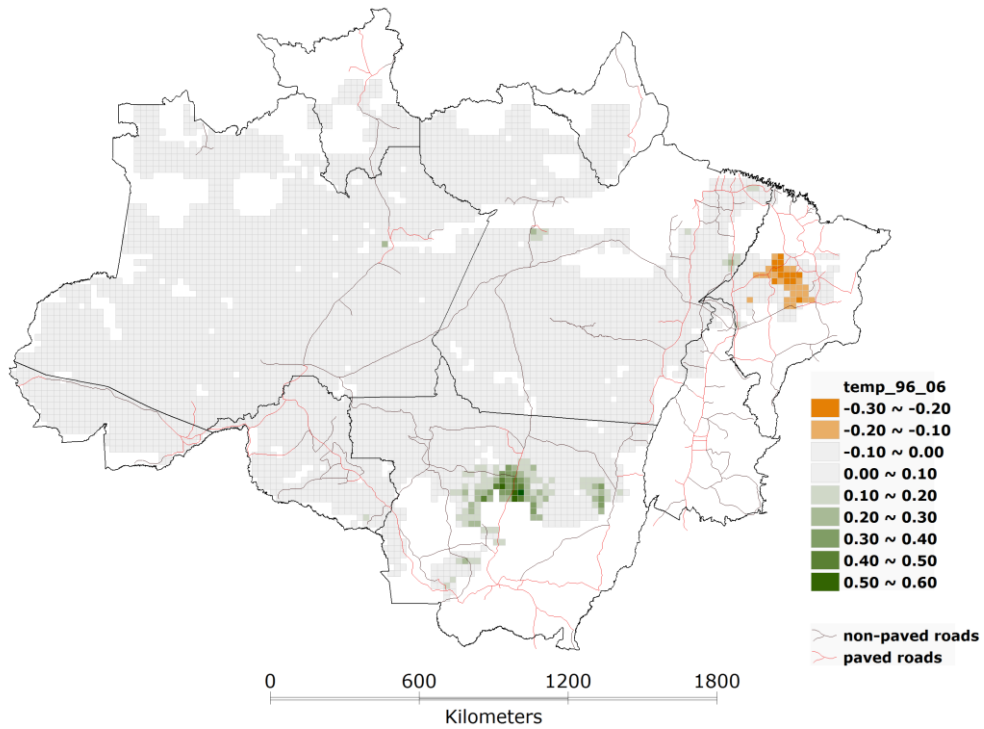 temp_96_06
-0.30 ~ -0.20
-0.20 ~ -0.10
-0.10 ~ 0.00
0.00 ~ 0.10
0.10 ~ 0.20
0.20 ~ 0.30
0.30 ~ 0.40
0.40 ~ 0.50
0.50 ~ 0.60
non-paved roads
paved roads
0 600 1200 1800
Kilometers